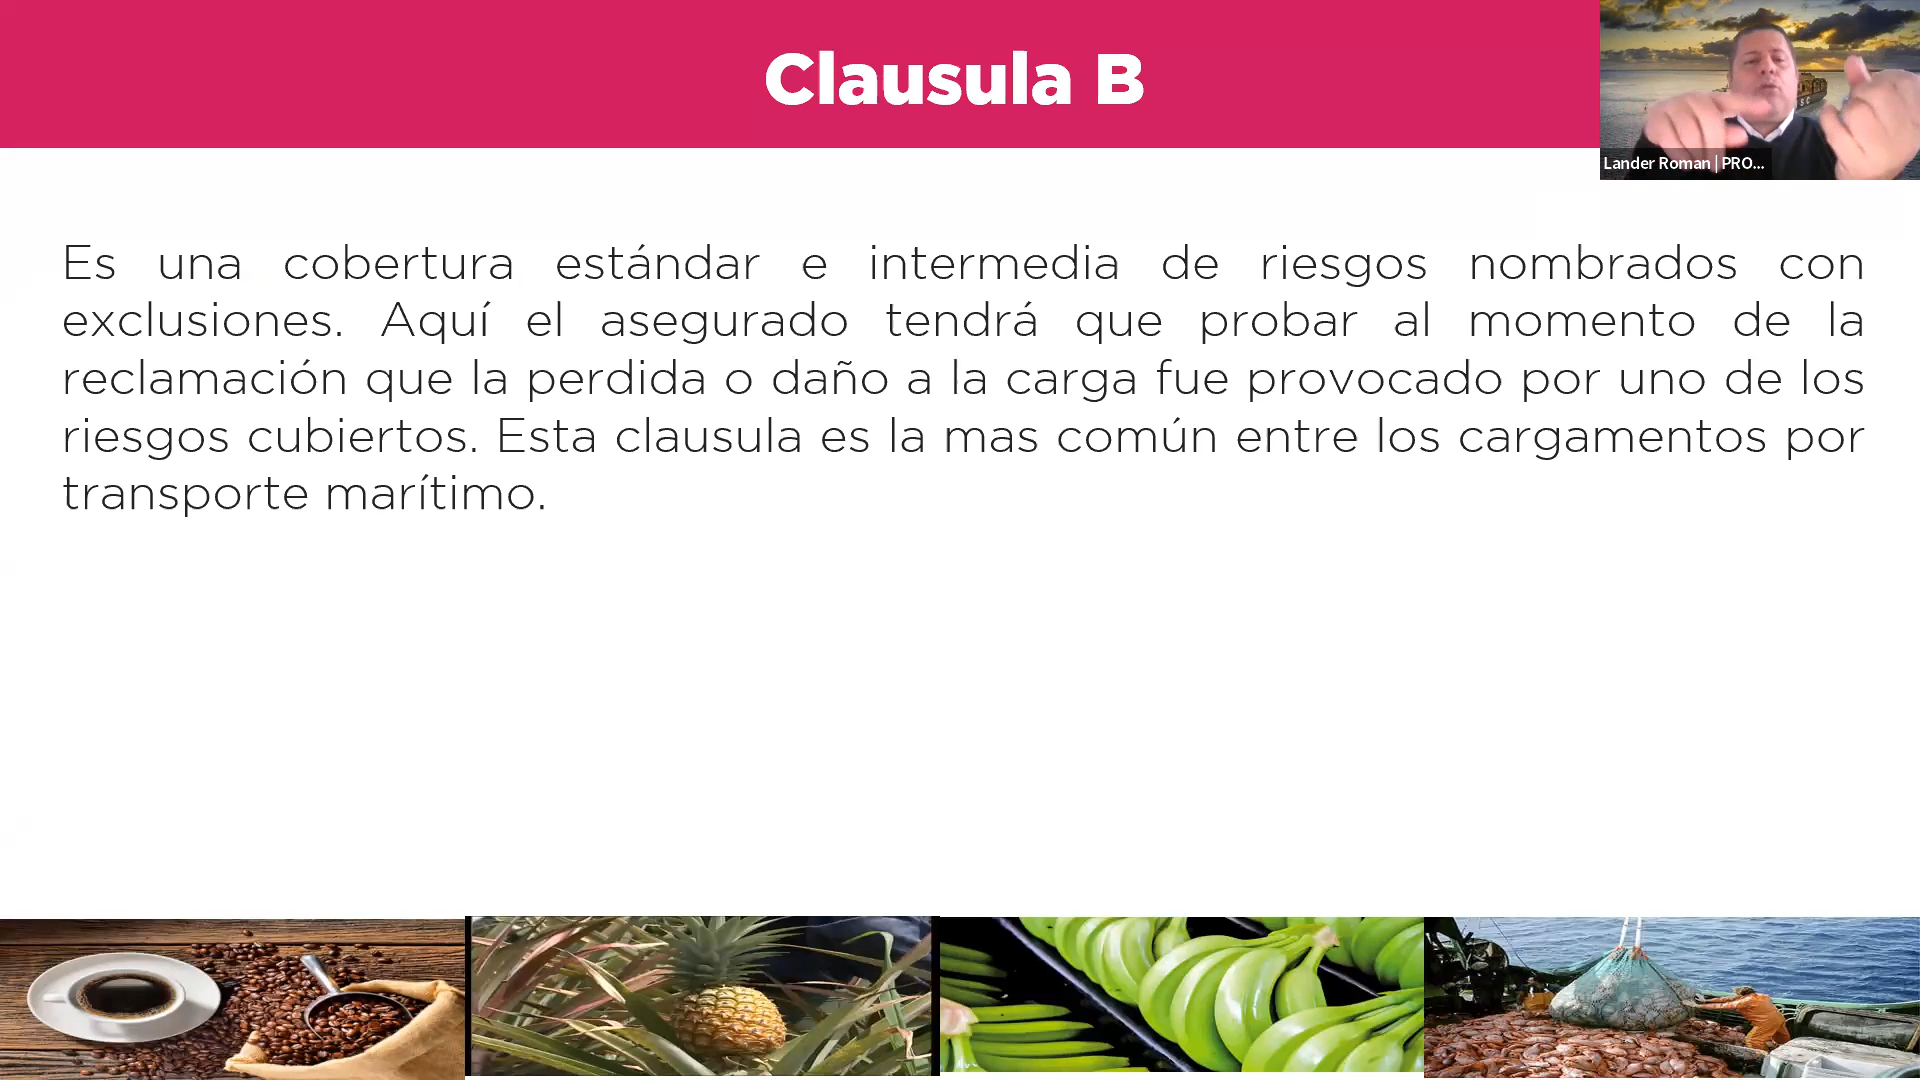 Clausula B
Lander Roman | PRO...
Es una cobertura estándar e intermedia de riesgos nombrados con
exclusiones. Aquí el asegurado tendrá que probar al momento de la
reclamación que la perdida o daño a la carga fue provocado por uno de los
riesgos cubiertos. Esta clausula es la mas común entre los cargamentos por
transporte marítimo.